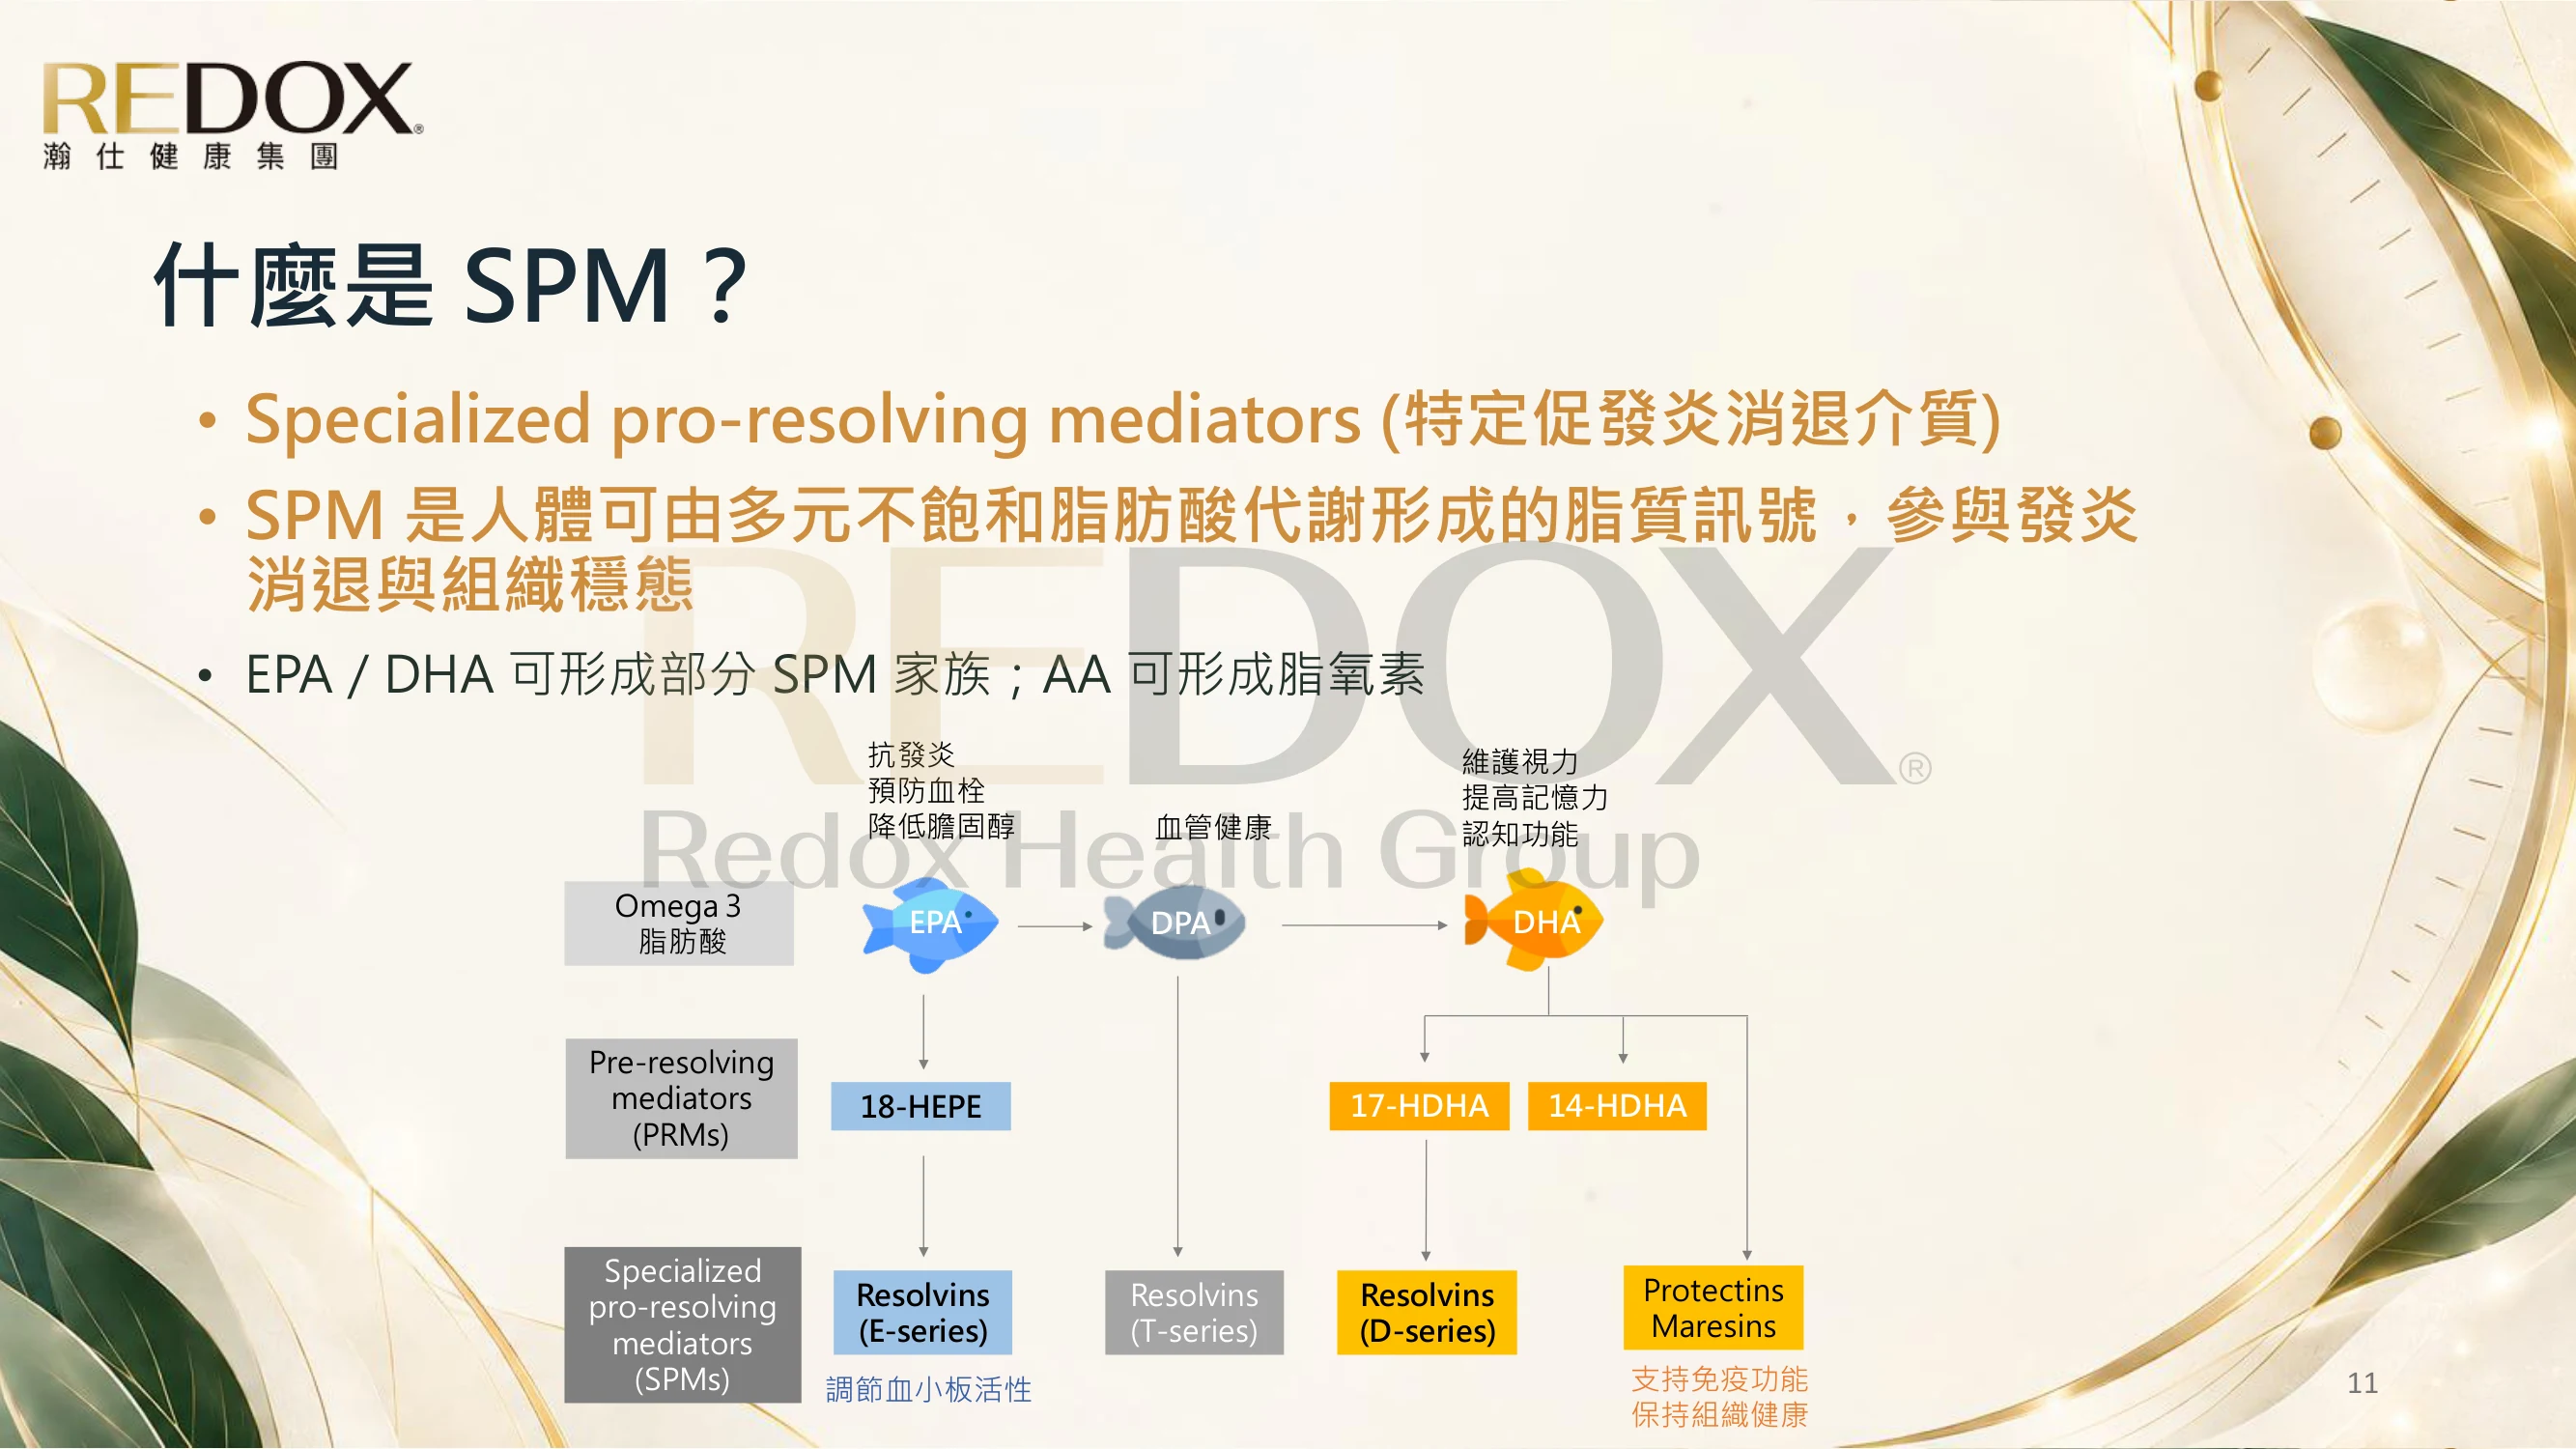 REDOX®
瀚仕健康集團
什麼是 SPM？
• Specialized pro-resolving mediators (特定促發炎消退介質)
• SPM 是人體可由多元不飽和脂肪酸代謝形成的脂質訊號，參與發炎
消退與組織穩態
• EPA / DHA 可形成部分 SPM 家族；AA 可形成脂氧素
REDOX®
Redox Health Group
抗發炎
預防血栓
降低膽固醇
血管健康
維護視力
提高記憶力
認知功能
Omega 3
脂肪酸
EPA
DPA
DHA
Pre-resolving
mediators
(PRMs)
18-HEPE
17-HDHA
14-HDHA
Specialized
pro-resolving
mediators
(SPMs)
Resolvins
(E-series)
Resolvins
(T-series)
Resolvins
(D-series)
Protectins
Maresins
調節血小板活性
支持免疫功能
保持組織健康
11